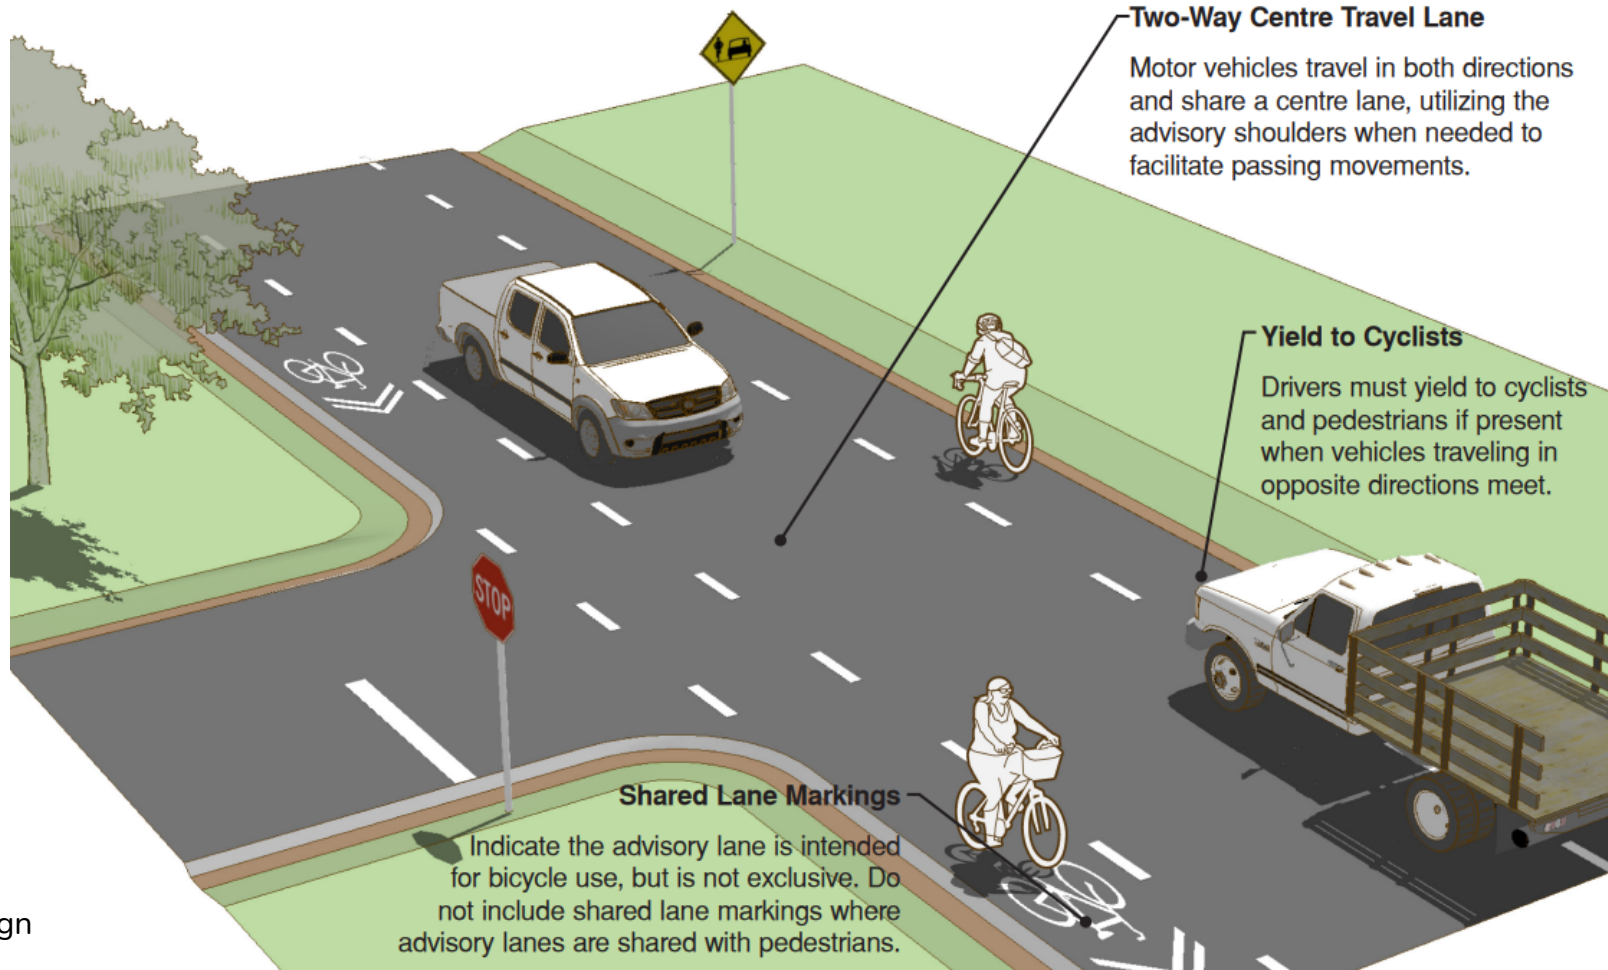 Two-Way Centre Travel Lane
Motor vehicles travel in both directions
and share a centre lane, utilizing the
advisory shoulders when needed to
facilitate passing movements.
Yield to Cyclists
Drivers must yield to cyclists
and pedestrians if present
when vehicles traveling in
opposite directions meet.
STOP
Shared Lane Markings
Indicate the advisory lane is intended
for bicycle use, but is not exclusive. Do
not include shared lane markings where
advisory lanes are shared with pedestrians.
gn